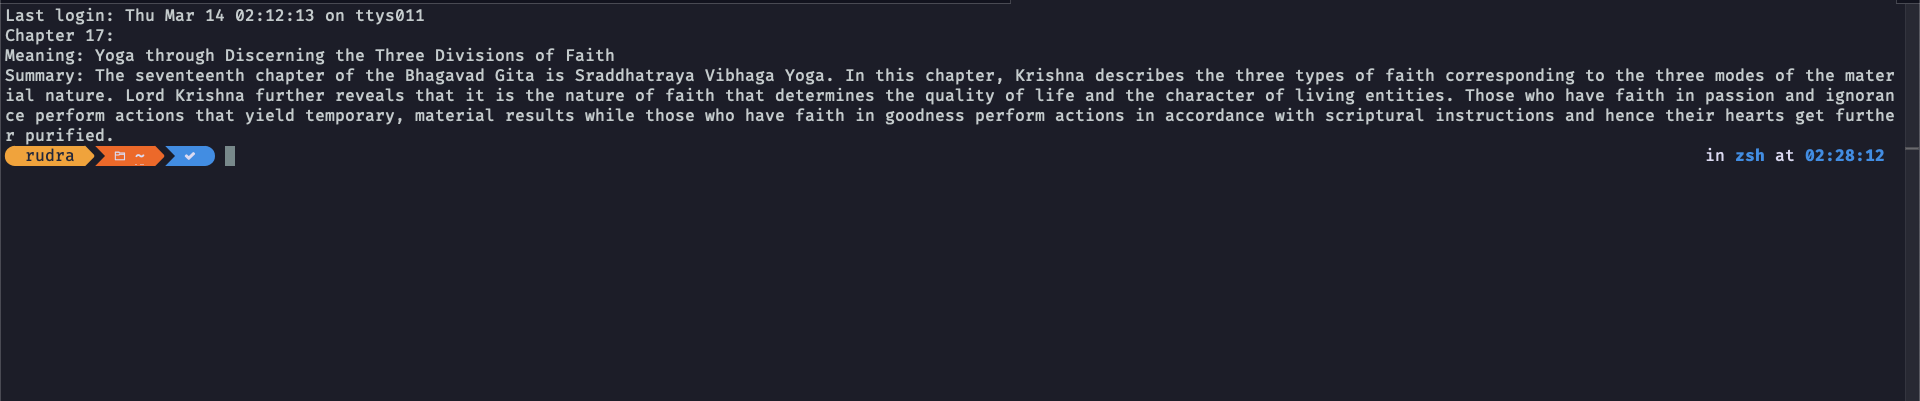 Last login: Thu Mar 14 02:12:13 on ttys011
Chapter 17:
Meaning: Yoga through Discerning the Three Divisions of Faith
Summary: The seventeenth chapter of the Bhagavad Gita is Sraddhatraya Vibhaga Yoga. In this chapter, Krishna describes the three types of faith corresponding to the three modes of the mater
ial nature. Lord Krishna further reveals that it is the nature of faith that determines the quality of life and the character of living entities. Those who have faith in passion and ignoran
ce perform actions that yield temporary, material results while those who have faith in goodness perform actions in accordance with scriptural instructions and hence their hearts get furthe
r purified.
rudra ~ ✔ in zsh at 02:28:12